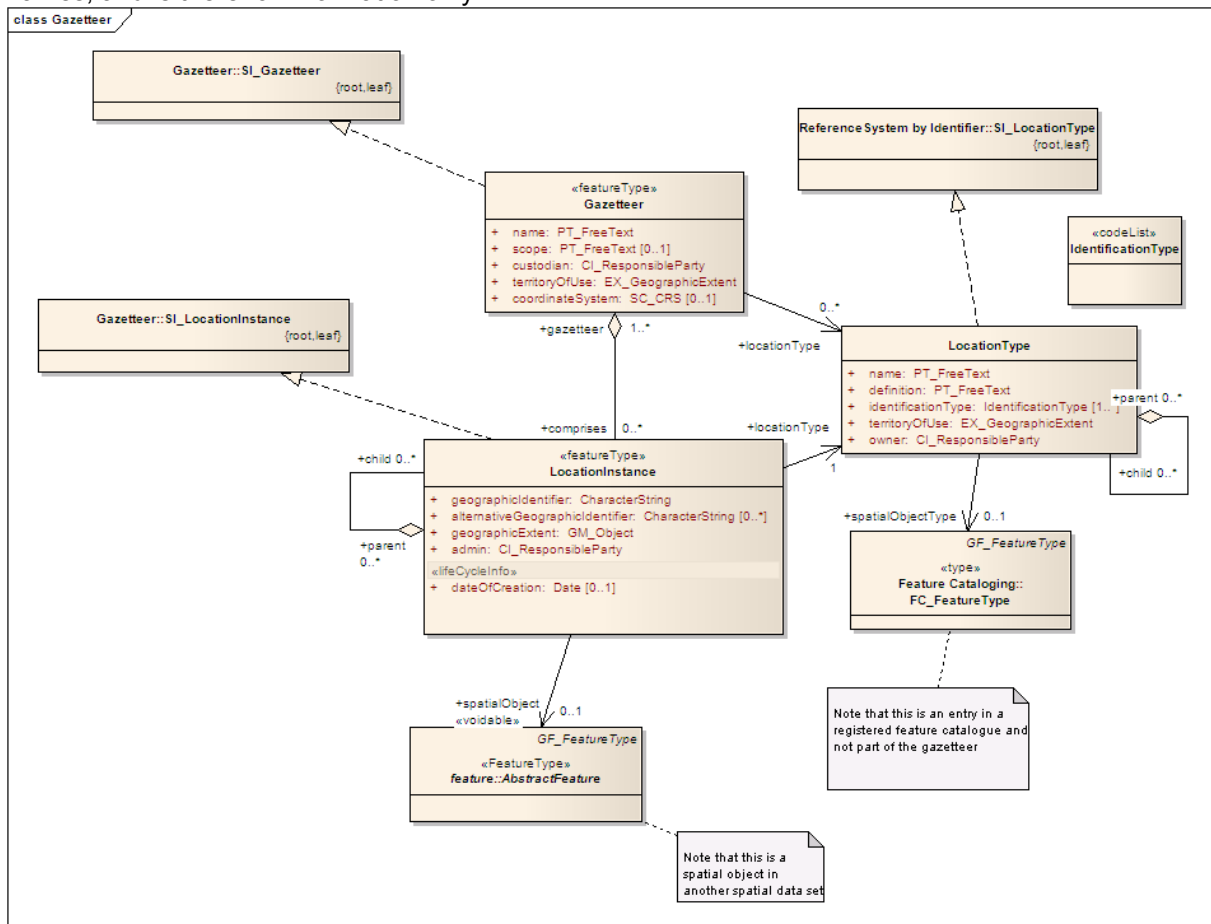 class Gazetteer
Gazetteer::SI_Gazetteer
{root,leaf}
ReferenceSystem by Identifier::SI_LocationType
{root,leaf}
«featureType»
Gazetteer
+ name: PT_FreeText
+ scope: PT_FreeText [0..1]
+ custodian: CI_ResponsibleParty
+ territoryOfUse: EX_GeographicExtent
+ coordinateSystem: SC_CRS [0..1]
«codeList»
IdentificationType
Gazetteer::SI_LocationInstance
{root,leaf}
+gazetteer 1..*
0..*
+locationType
LocationType
+ name: PT_FreeText
+ definition: PT_FreeText
+ identificationType: IdentificationType [1..
+ territoryOfUse: EX_GeographicExtent
+ owner: CI_ResponsibleParty
+parent 0..*
+child 0..*
+comprises 0..*
+locationType
1
+child 0..*
+parent
0..*
«featureType»
LocationInstance
+ geographicIdentifier: CharacterString
+ alternativeGeographicIdentifier: CharacterString [0..*]
+ geographicExtent: GM_Object
+ admin: CI_ResponsibleParty
«lifeCycleInfo»
+ dateOfCreation: Date [0..1]
+spatialObjectType 0..1
GF_FeatureType
«type»
Feature Cataloging::
FC_FeatureType
+spatialObject
«voidable»
0..1
GF_FeatureType
«FeatureType»
feature::AbstractFeature
Note that this is an entry in a
registered feature catalogue and
not part of the gazetteer
Note that this is a
spatial object in
another spatial data set